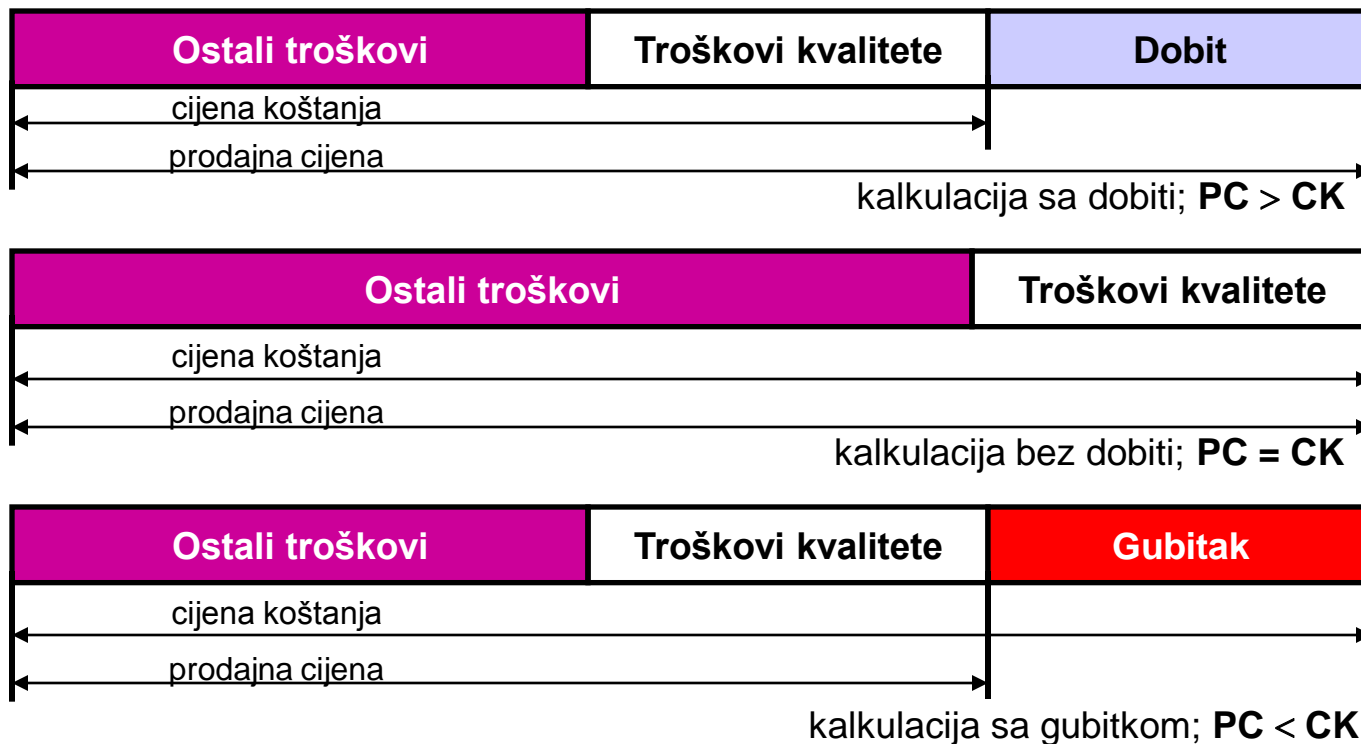 Ostali troškovi Troškovi kvalitete Dobit
cijena koštanja
prodajna cijena
kalkulacija sa dobiti; PC > CK
Ostali troškovi Troškovi kvalitete
cijena koštanja
prodajna cijena
kalkulacija bez dobiti; PC = CK
Ostali troškovi Troškovi kvalitete Gubitak
cijena koštanja
prodajna cijena
kalkulacija sa gubitkom; PC < CK